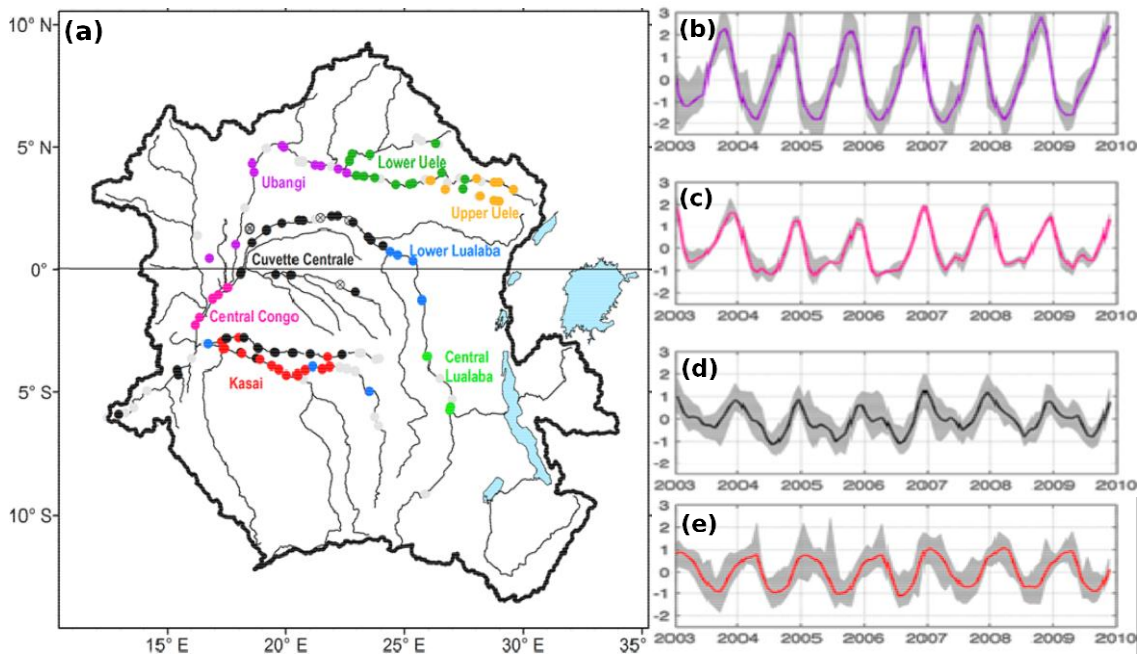 (a)
10° N
5° N
0°
5° S
10° S
15° E
20° E
25° E
30° E
35°
Ubangi
Lower Uele
Upper Uele
Lower Lualaba
Cuvette Centrale
Central Congo
Central
Lualaba
Kasai
(b)
3
2
1
0
-1
-2
2003 2004 2005 2006 2007 2008 2009 2010
(c)
3
2
1
0
-1
-2
2003 2004 2005 2006 2007 2008 2009 2010
(d)
3
2
1
0
-1
-2
2003 2004 2005 2006 2007 2008 2009 2010
(e)
3
2
1
0
-1
-2
2003 2004 2005 2006 2007 2008 2009 2010